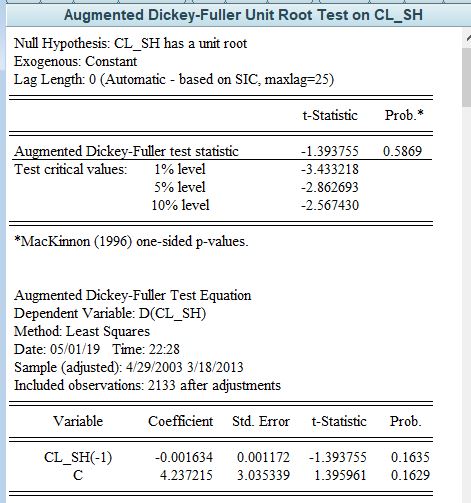 Augmented Dickey-Fuller Unit Root Test on CL_SH
Null Hypothesis: CL_SH has a unit root
Exogenous: Constant
Lag Length: 0 (Automatic - based on SIC, maxlag=25)
t-Statistic Prob.*
Augmented Dickey-Fuller test statistic -1.393755 0.5869
Test critical values: 1% level -3.433218
5% level -2.862693
10% level -2.567430
*MacKinnon (1996) one-sided p-values.
Augmented Dickey-Fuller Test Equation
Dependent Variable: D(CL_SH)
Method: Least Squares
Date: 05/01/19 Time: 22:28
Sample (adjusted): 4/29/2003 3/18/2013
Included observations: 2133 after adjustments
Variable Coefficient Std. Error t-Statistic Prob.
CL_SH(-1) -0.001634 0.001172 -1.393755 0.1635
C 4.237215 3.035339 1.395961 0.1629